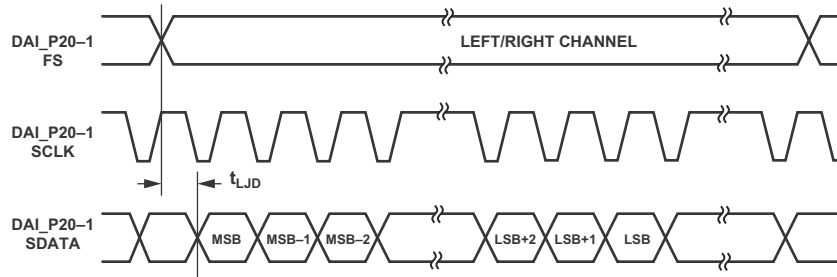 DAI_P20–1
FS
LEFT/RIGHT CHANNEL
DAI_P20–1
SCLK
tLJD
DAI_P20–1
SDATA
MSB
MSB–1
MSB–2
LSB+2
LSB+1
LSB